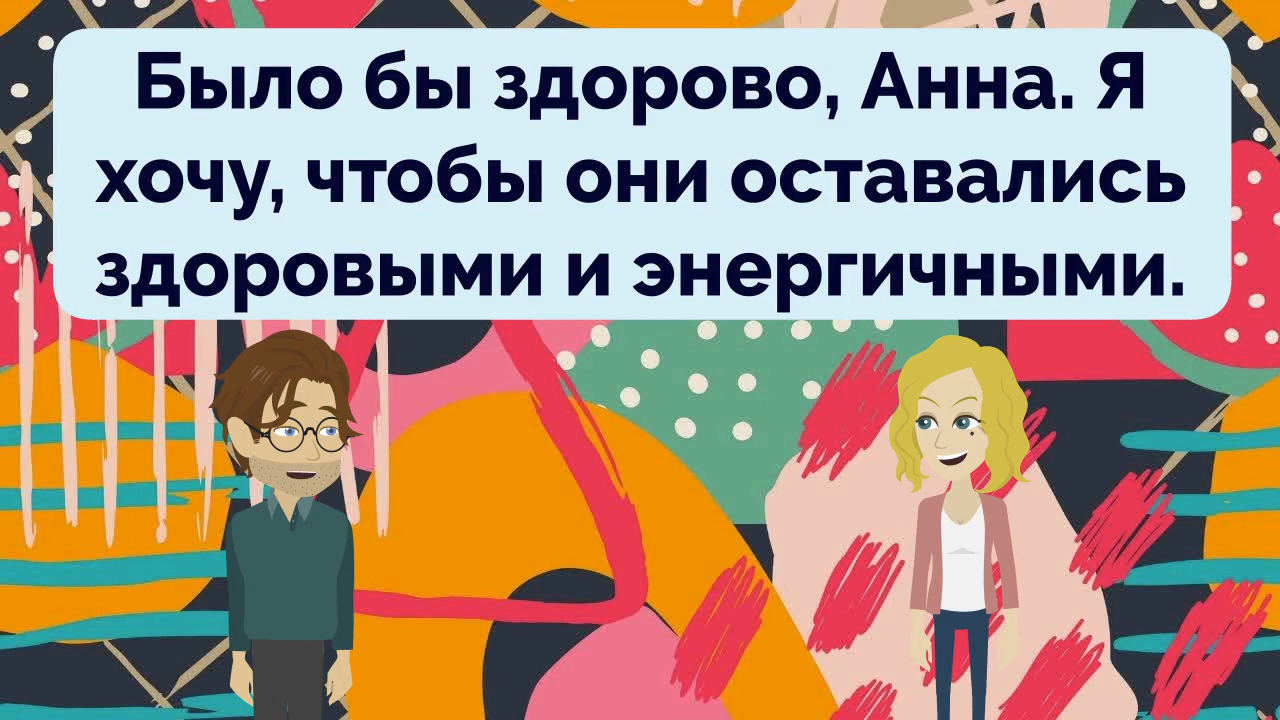 Было бы здорово, Анна. Я
хочу, чтобы они оставались
здоровыми и энергичными.